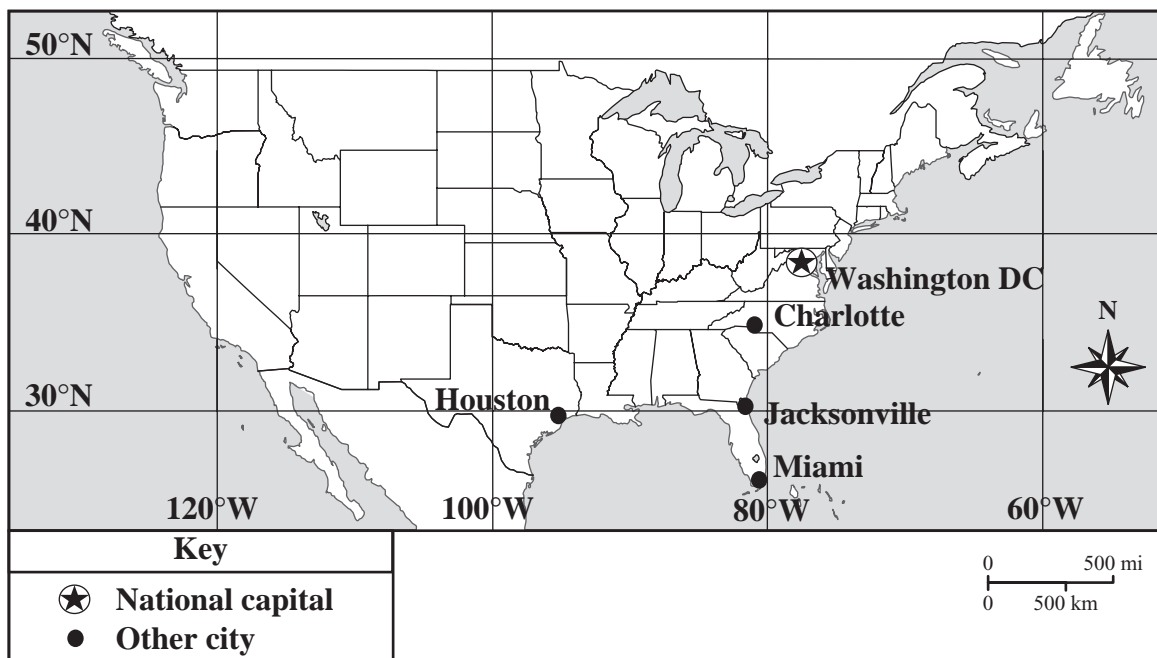 50°N
40°N
Washington DC
Charlotte
N
30°N
Houston
Jacksonville
Miami
120°W
100°W
80°W
60°W
Key
National capital
Other city
0 500 mi
0 500 km